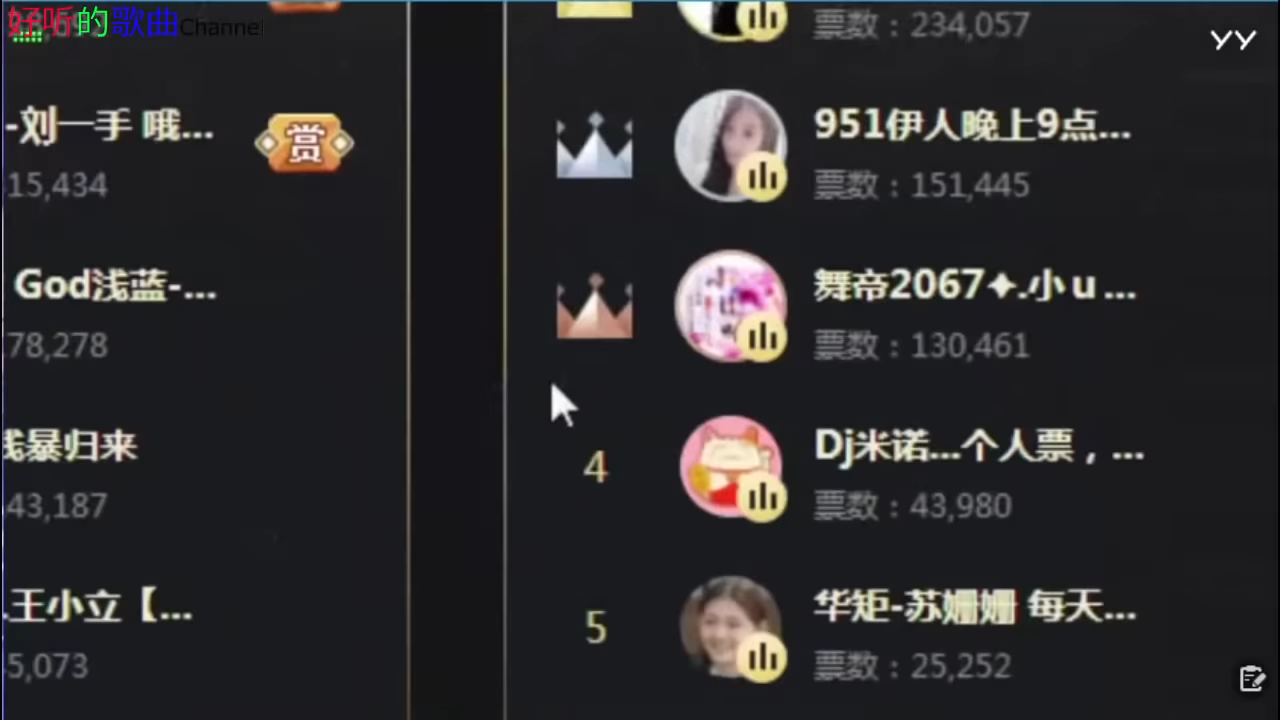 好听的歌曲Channel
YY
-刘一手 哦...
赏
15,434
God浅蓝-...
78,278
浅暴归来
43,187
.王小立【...
5,073
票数：234,057
951伊人晚上9点...
票数：151,445
舞帝2067✦.小u...
票数：130,461
4
Dj米诺...个人票，...
票数：43,980
5
华矩-苏姗姗 每天...
票数：25,252